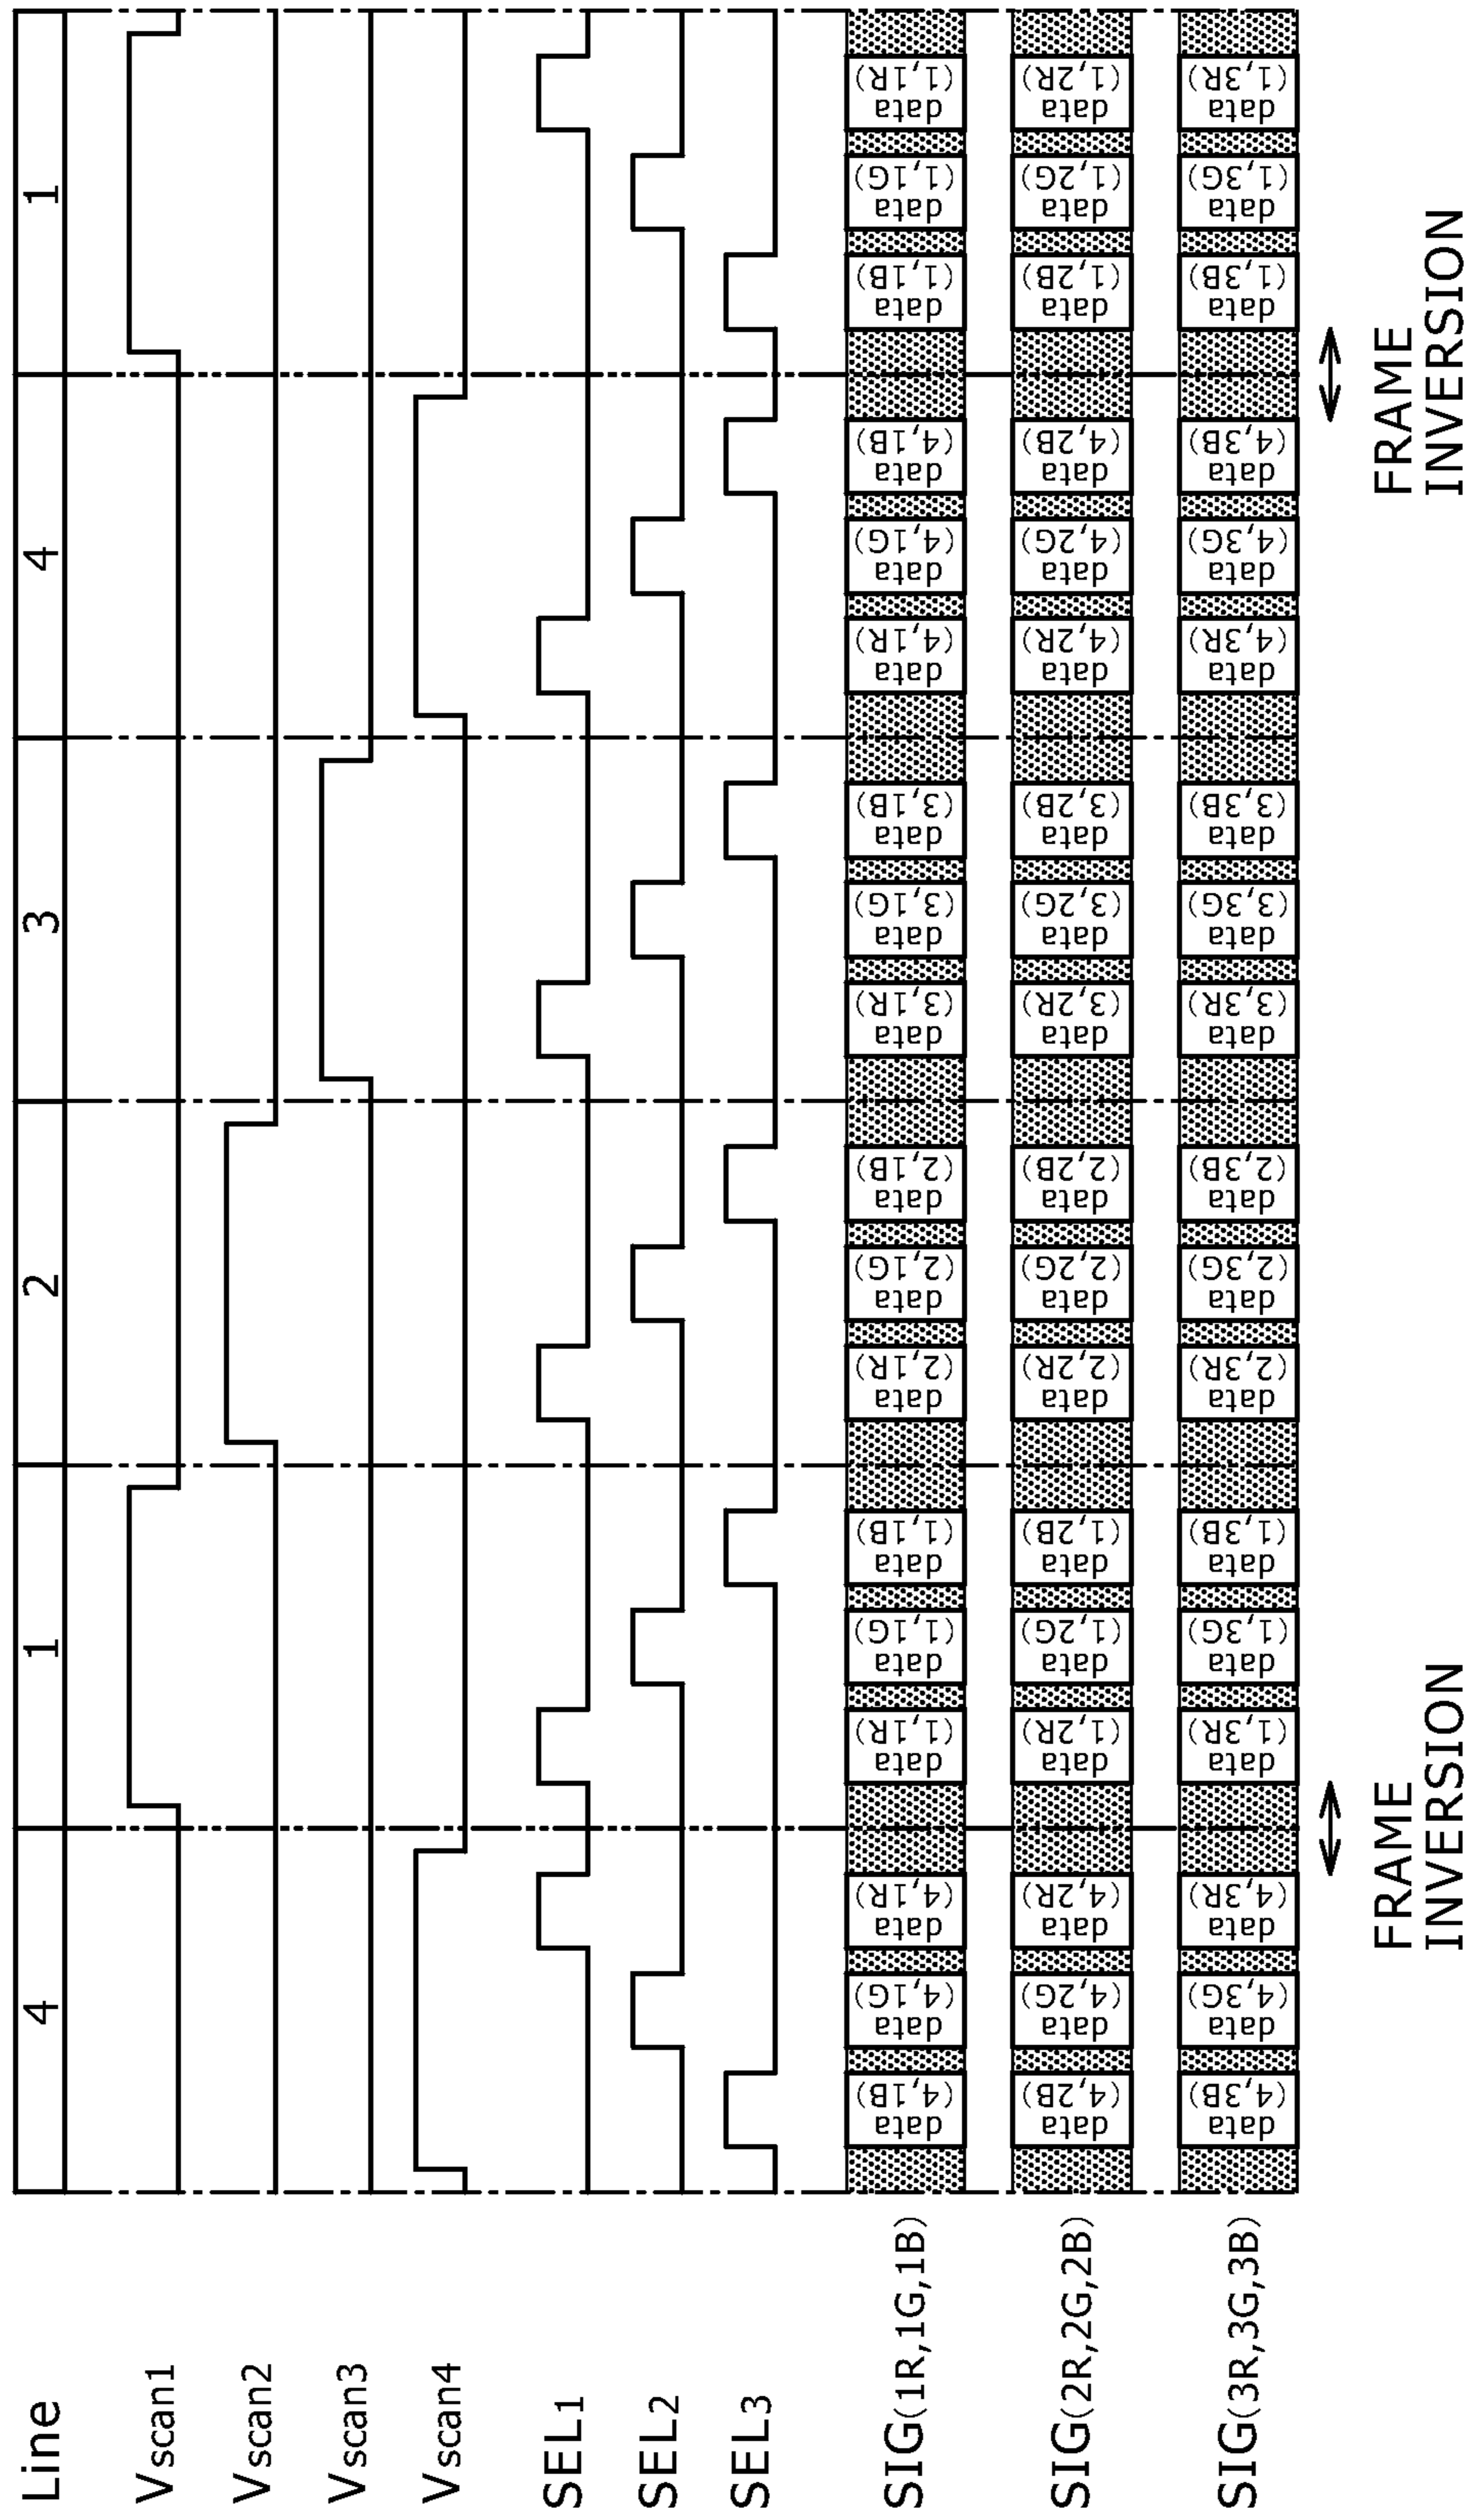 Line 4 1 2 3 4 1
Vscan1
Vscan2
Vscan3
Vscan4
SEL1
SEL2
SEL3
SIG(1R,1G,1B)
data
(4,1B)
data
(4,1G)
data
(4,1R)
data
(1,1R)
data
(1,1G)
data
(1,1B)
data
(2,1R)
data
(2,1G)
data
(2,1B)
data
(3,1R)
data
(3,1G)
data
(3,1B)
data
(4,1R)
data
(4,1G)
data
(4,1B)
data
(1,1B)
data
(1,1G)
data
(1,1R)
SIG(2R,2G,2B)
data
(4,2B)
data
(4,2G)
data
(4,2R)
data
(1,2R)
data
(1,2G)
data
(1,2B)
data
(2,2R)
data
(2,2G)
data
(2,2B)
data
(3,2R)
data
(3,2G)
data
(3,2B)
data
(4,2R)
data
(4,2G)
data
(4,2B)
data
(1,2B)
data
(1,2G)
data
(1,2R)
SIG(3R,3G,3B)
data
(4,3B)
data
(4,3G)
data
(4,3R)
data
(1,3R)
data
(1,3G)
data
(1,3B)
data
(2,3R)
data
(2,3G)
data
(2,3B)
data
(3,3R)
data
(3,3G)
data
(3,3B)
data
(4,3R)
data
(4,3G)
data
(4,3B)
data
(1,3B)
data
(1,3G)
data
(1,3R)
FRAME
INVERSION
FRAME
INVERSION